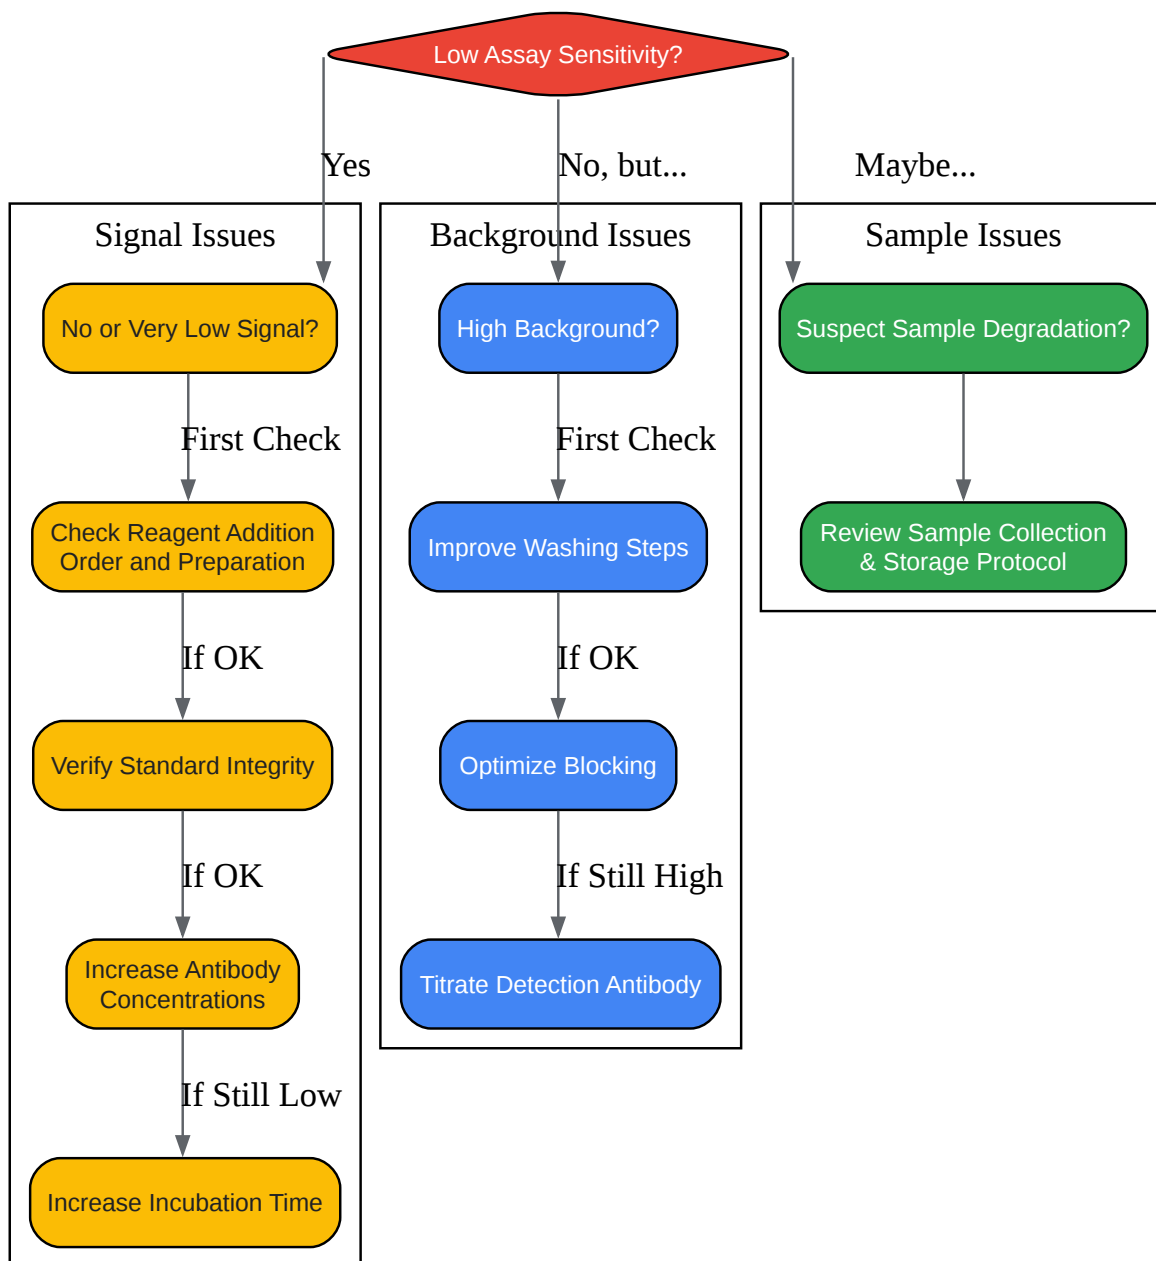 Low Assay Sensitivity?
Yes
No, but...
Maybe...
Signal Issues
No or Very Low Signal?
First Check
Check Reagent Addition
Order and Preparation
If OK
Verify Standard Integrity
If OK
Increase Antibody
Concentrations
If Still Low
Increase Incubation Time
Background Issues
High Background?
First Check
Improve Washing Steps
If OK
Optimize Blocking
If Still High
Titrate Detection Antibody
Sample Issues
Suspect Sample Degradation?
Review Sample Collection
& Storage Protocol